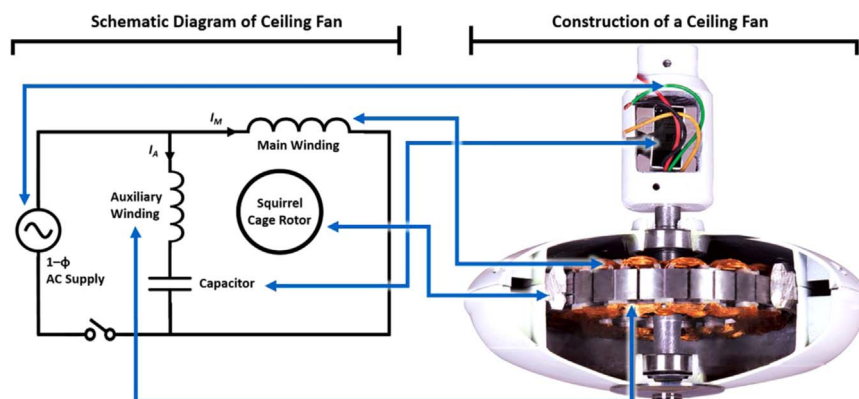 Schematic Diagram of Ceiling Fan
Construction of a Ceiling Fan
I_M
Main Winding
I_A
Auxiliary
Winding
Squirrel
Cage Rotor
1–ϕ
AC Supply
Capacitor